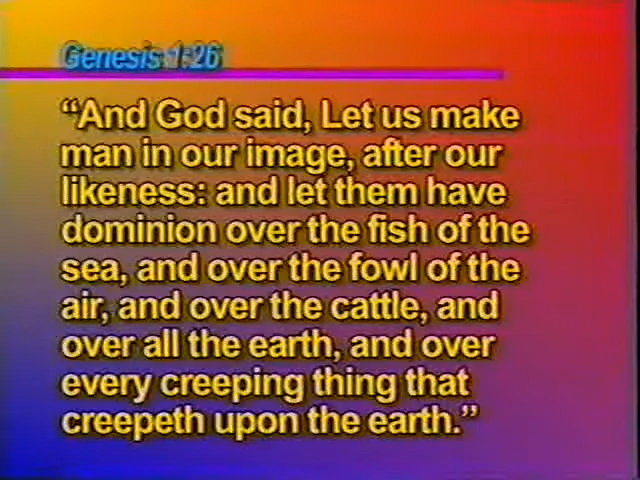 Genesis 1:26
“And God said, Let us make
man in our image, after our
likeness: and let them have
dominion over the fish of the
sea, and over the fowl of the
air, and over the cattle, and
over all the earth, and over
every creeping thing that
creepeth upon the earth.”